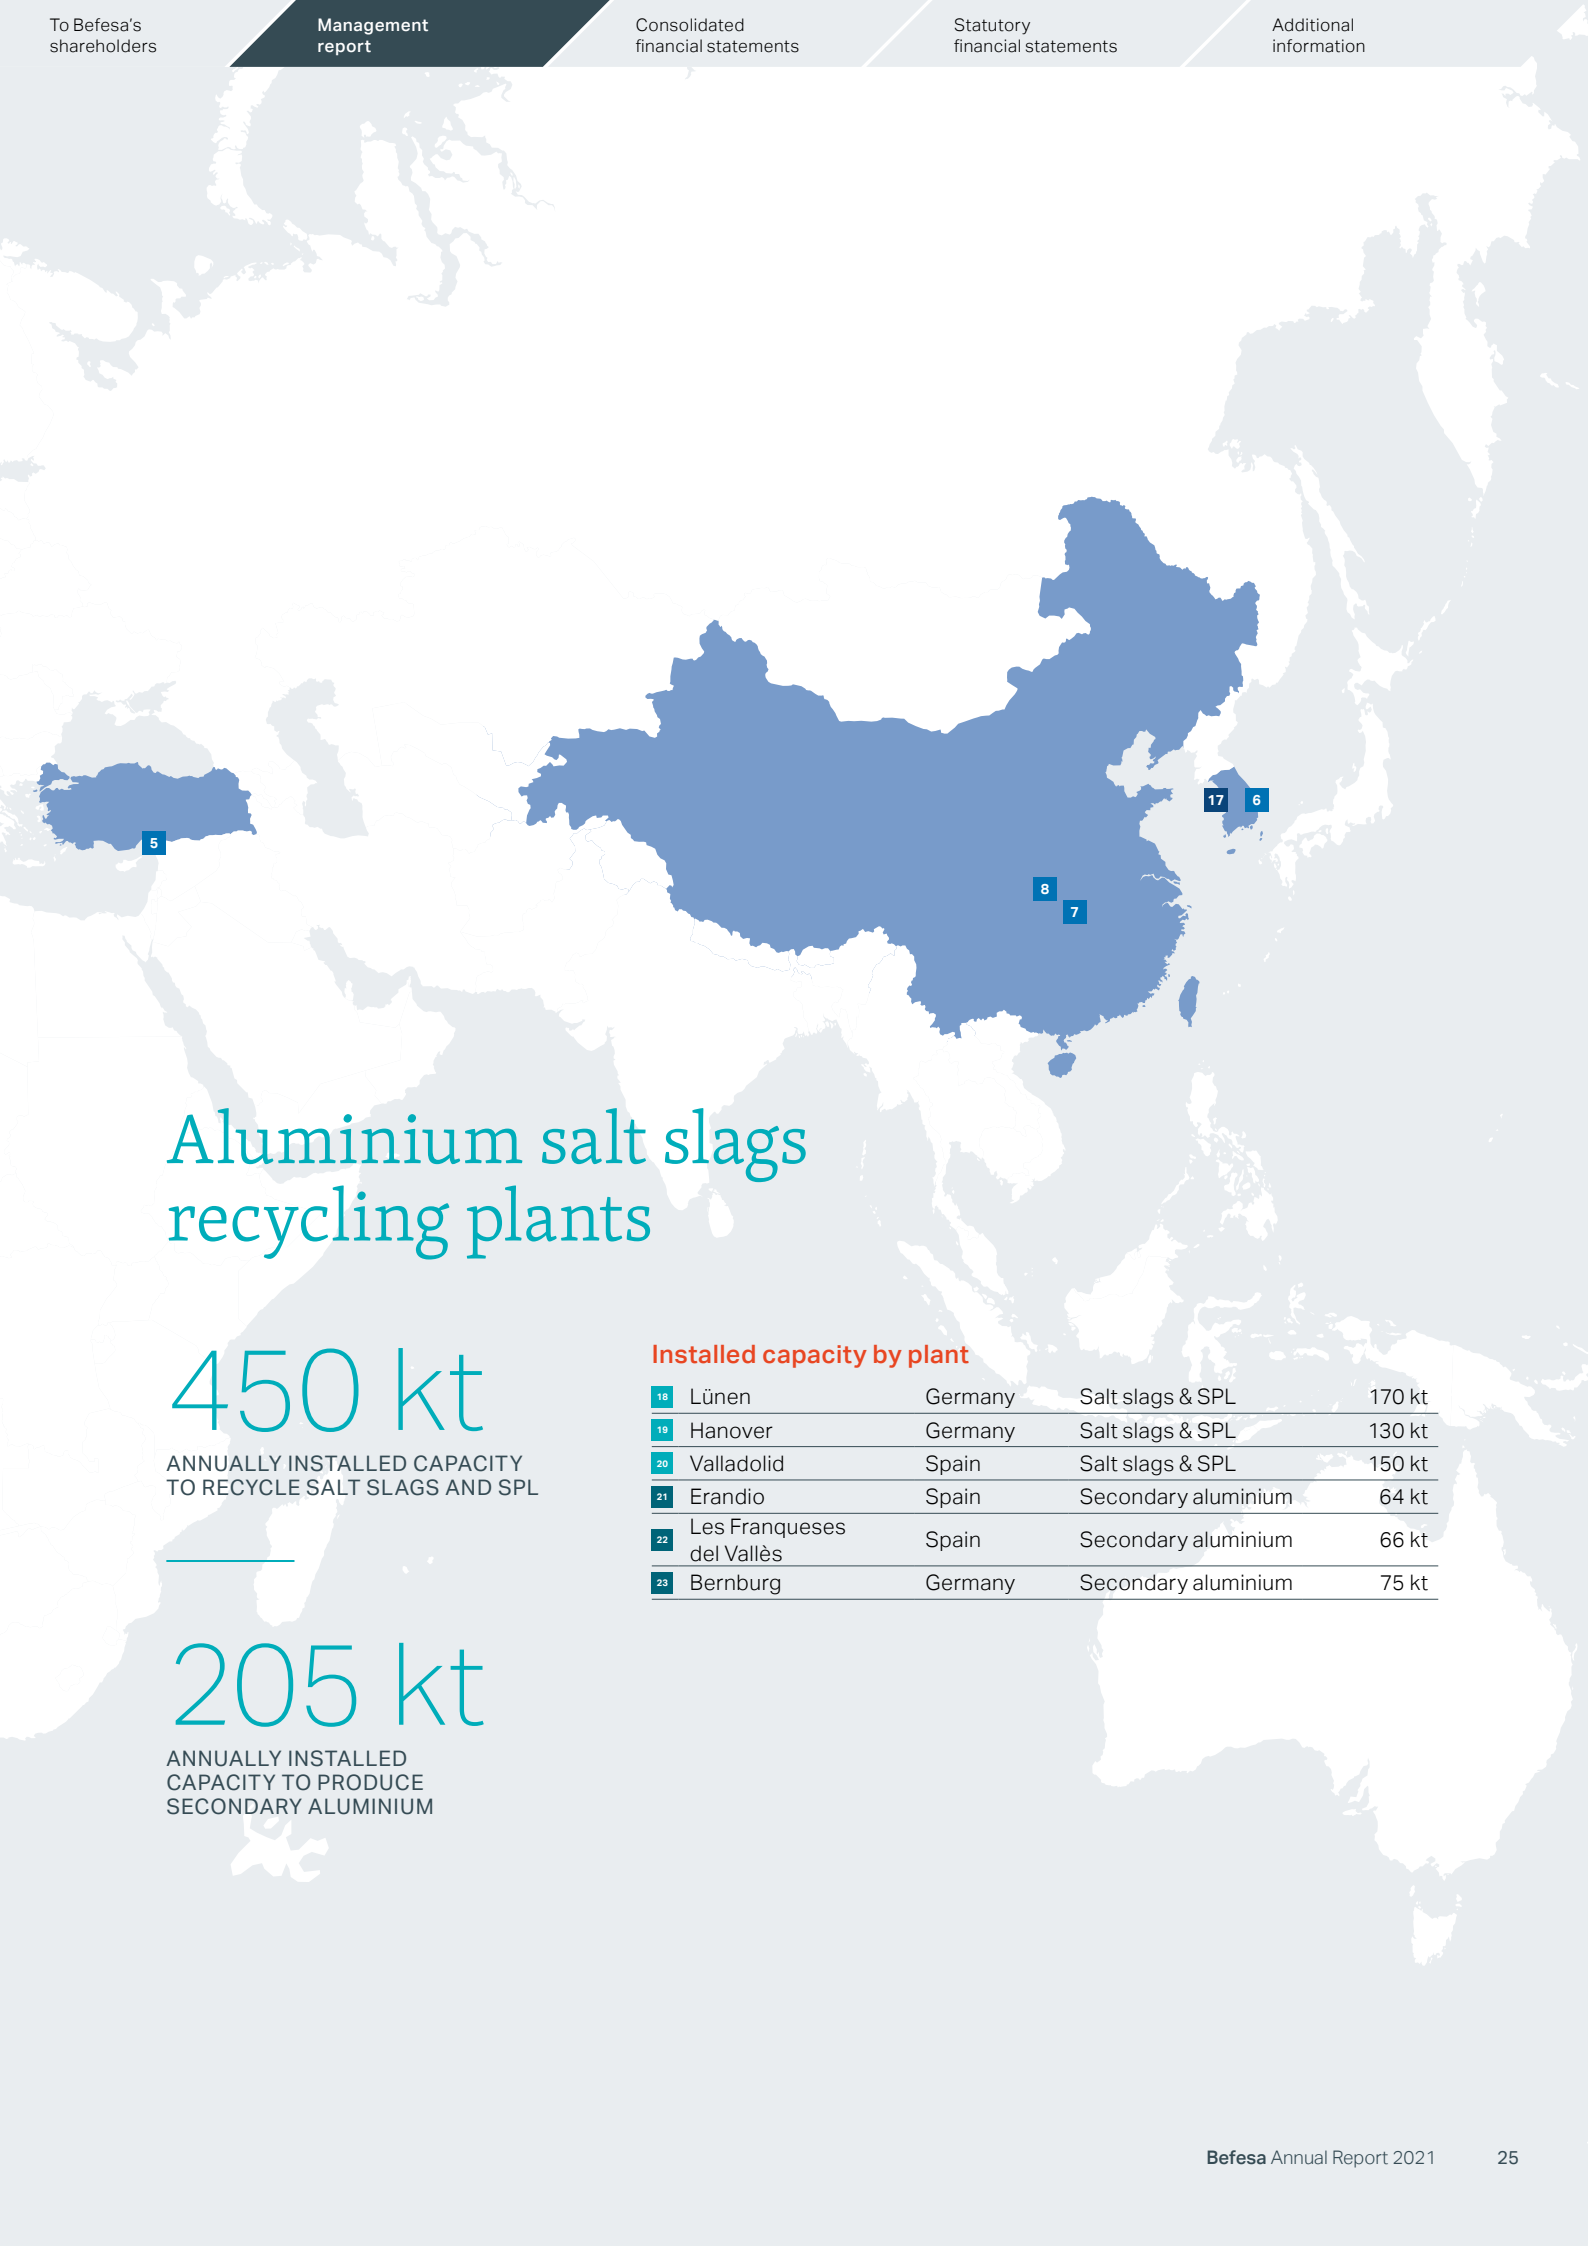 To Befesa's
shareholders
Management
report
Consolidated
financial statements
Statutory
financial statements
Additional
information
17
6
5
8
7
Aluminium salt slags
recycling plants
450 kt
ANNUALLY INSTALLED CAPACITY
TO RECYCLE SALT SLAGS AND SPL
205 kt
ANNUALLY INSTALLED
CAPACITY TO PRODUCE
SECONDARY ALUMINIUM
Installed capacity by plant
18 Lünen Germany Salt slags & SPL 170 kt
19 Hanover Germany Salt slags & SPL 130 kt
20 Valladolid Spain Salt slags & SPL 150 kt
21 Erandio Spain Secondary aluminium 64 kt
22 Les Franqueses
del Vallès Spain Secondary aluminium 66 kt
23 Bernburg Germany Secondary aluminium 75 kt
Befesa Annual Report 2021 25